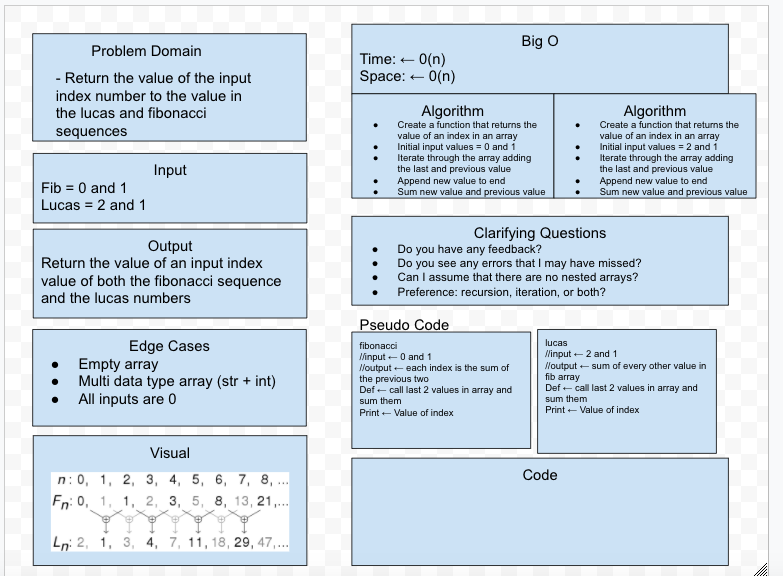 Problem Domain
- Return the value of the input
index number to the value in
the lucas and fibonacci
sequences
Input
Fib = 0 and 1
Lucas = 2 and 1
Output
Return the value of an input index
value of both the fibonacci sequence
and the lucas numbers
Edge Cases
● Empty array
● Multi data type array (str + int)
● All inputs are 0
Visual
n: 0, 1, 2, 3, 4, 5, 6, 7, 8, ...
Fn: 0, 1, 1, 2, 3, 5, 8, 13, 21,...
Ln: 2, 1, 3, 4, 7, 11, 18, 29, 47,...
Big O
Time: ← 0(n)
Space: ← 0(n)
Algorithm
● Create a function that returns the
value of an index in an array
● Initial input values = 0 and 1
● Iterate through the array adding
the last and previous value
● Append new value to end
● Sum new value and previous value
Algorithm
● Create a function that returns the
value of an index in an array
● Initial input values = 2 and 1
● Iterate through the array adding
the last and previous value
● Append new value to end
● Sum new value and previous value
Clarifying Questions
● Do you have any feedback?
● Do you see any errors that I may have missed?
● Can I assume that there are no nested arrays?
● Preference: recursion, iteration, or both?
Pseudo Code
fibonacci
//input ← 0 and 1
//output ← each index is the sum of
the previous two
Def ← call last 2 values in array and
sum them
Print ← Value of index
lucas
//input ← 2 and 1
//output ← sum of every other value in
fib array
Def ← call last 2 values in array and
sum them
Print ← Value of index
Code